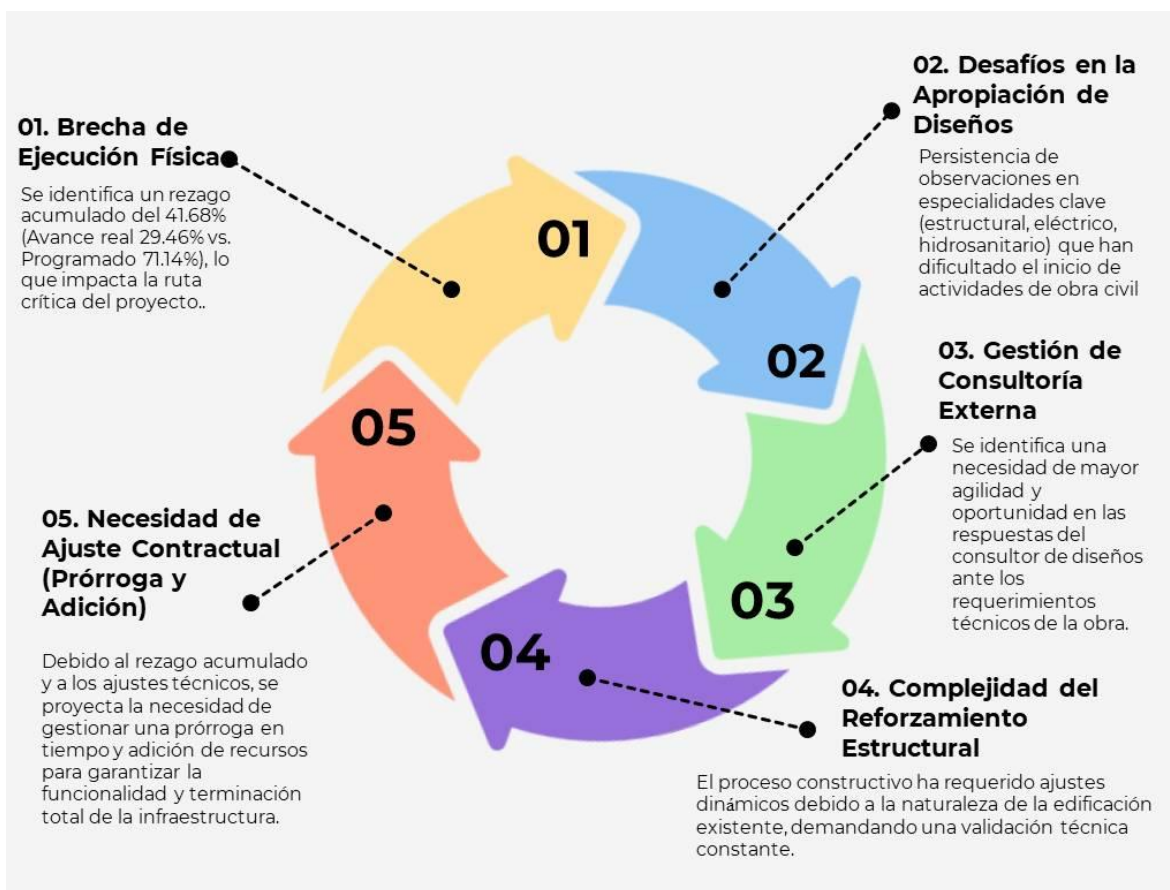 01. Brecha de
Ejecución Física
Se identifica un rezago
acumulado del 41.68%
(Avance real 29.46% vs.
Programado 71.14%), lo
que impacta la ruta
crítica del proyecto..
02. Desafíos en la
Apropiación de
Diseños
Persistencia de
observaciones en
especialidades clave
(estructural, eléctrico,
hidrosanitario) que han
dificultado el inicio de
actividades de obra civil
03. Gestión de
Consultoría
Externa
Se identifica una
necesidad de mayor
agilidad y
oportunidad en las
respuestas del
consultor de diseños
ante los
requerimientos
técnicos de la obra.
04. Complejidad del
Reforzamiento
Estructural
El proceso constructivo ha requerido ajustes
dinámicos debido a la naturaleza de la edificación
existente, demandando una validación técnica
constante.
05. Necesidad de
Ajuste Contractual
(Prórroga y
Adición)
Debido al rezago acumulado
y a los ajustes técnicos, se
proyecta la necesidad de
gestionar una prórroga en
tiempo y adición de recursos
para garantizar la
funcionalidad y terminación
total de la infraestructura.
01
02
03
04
05